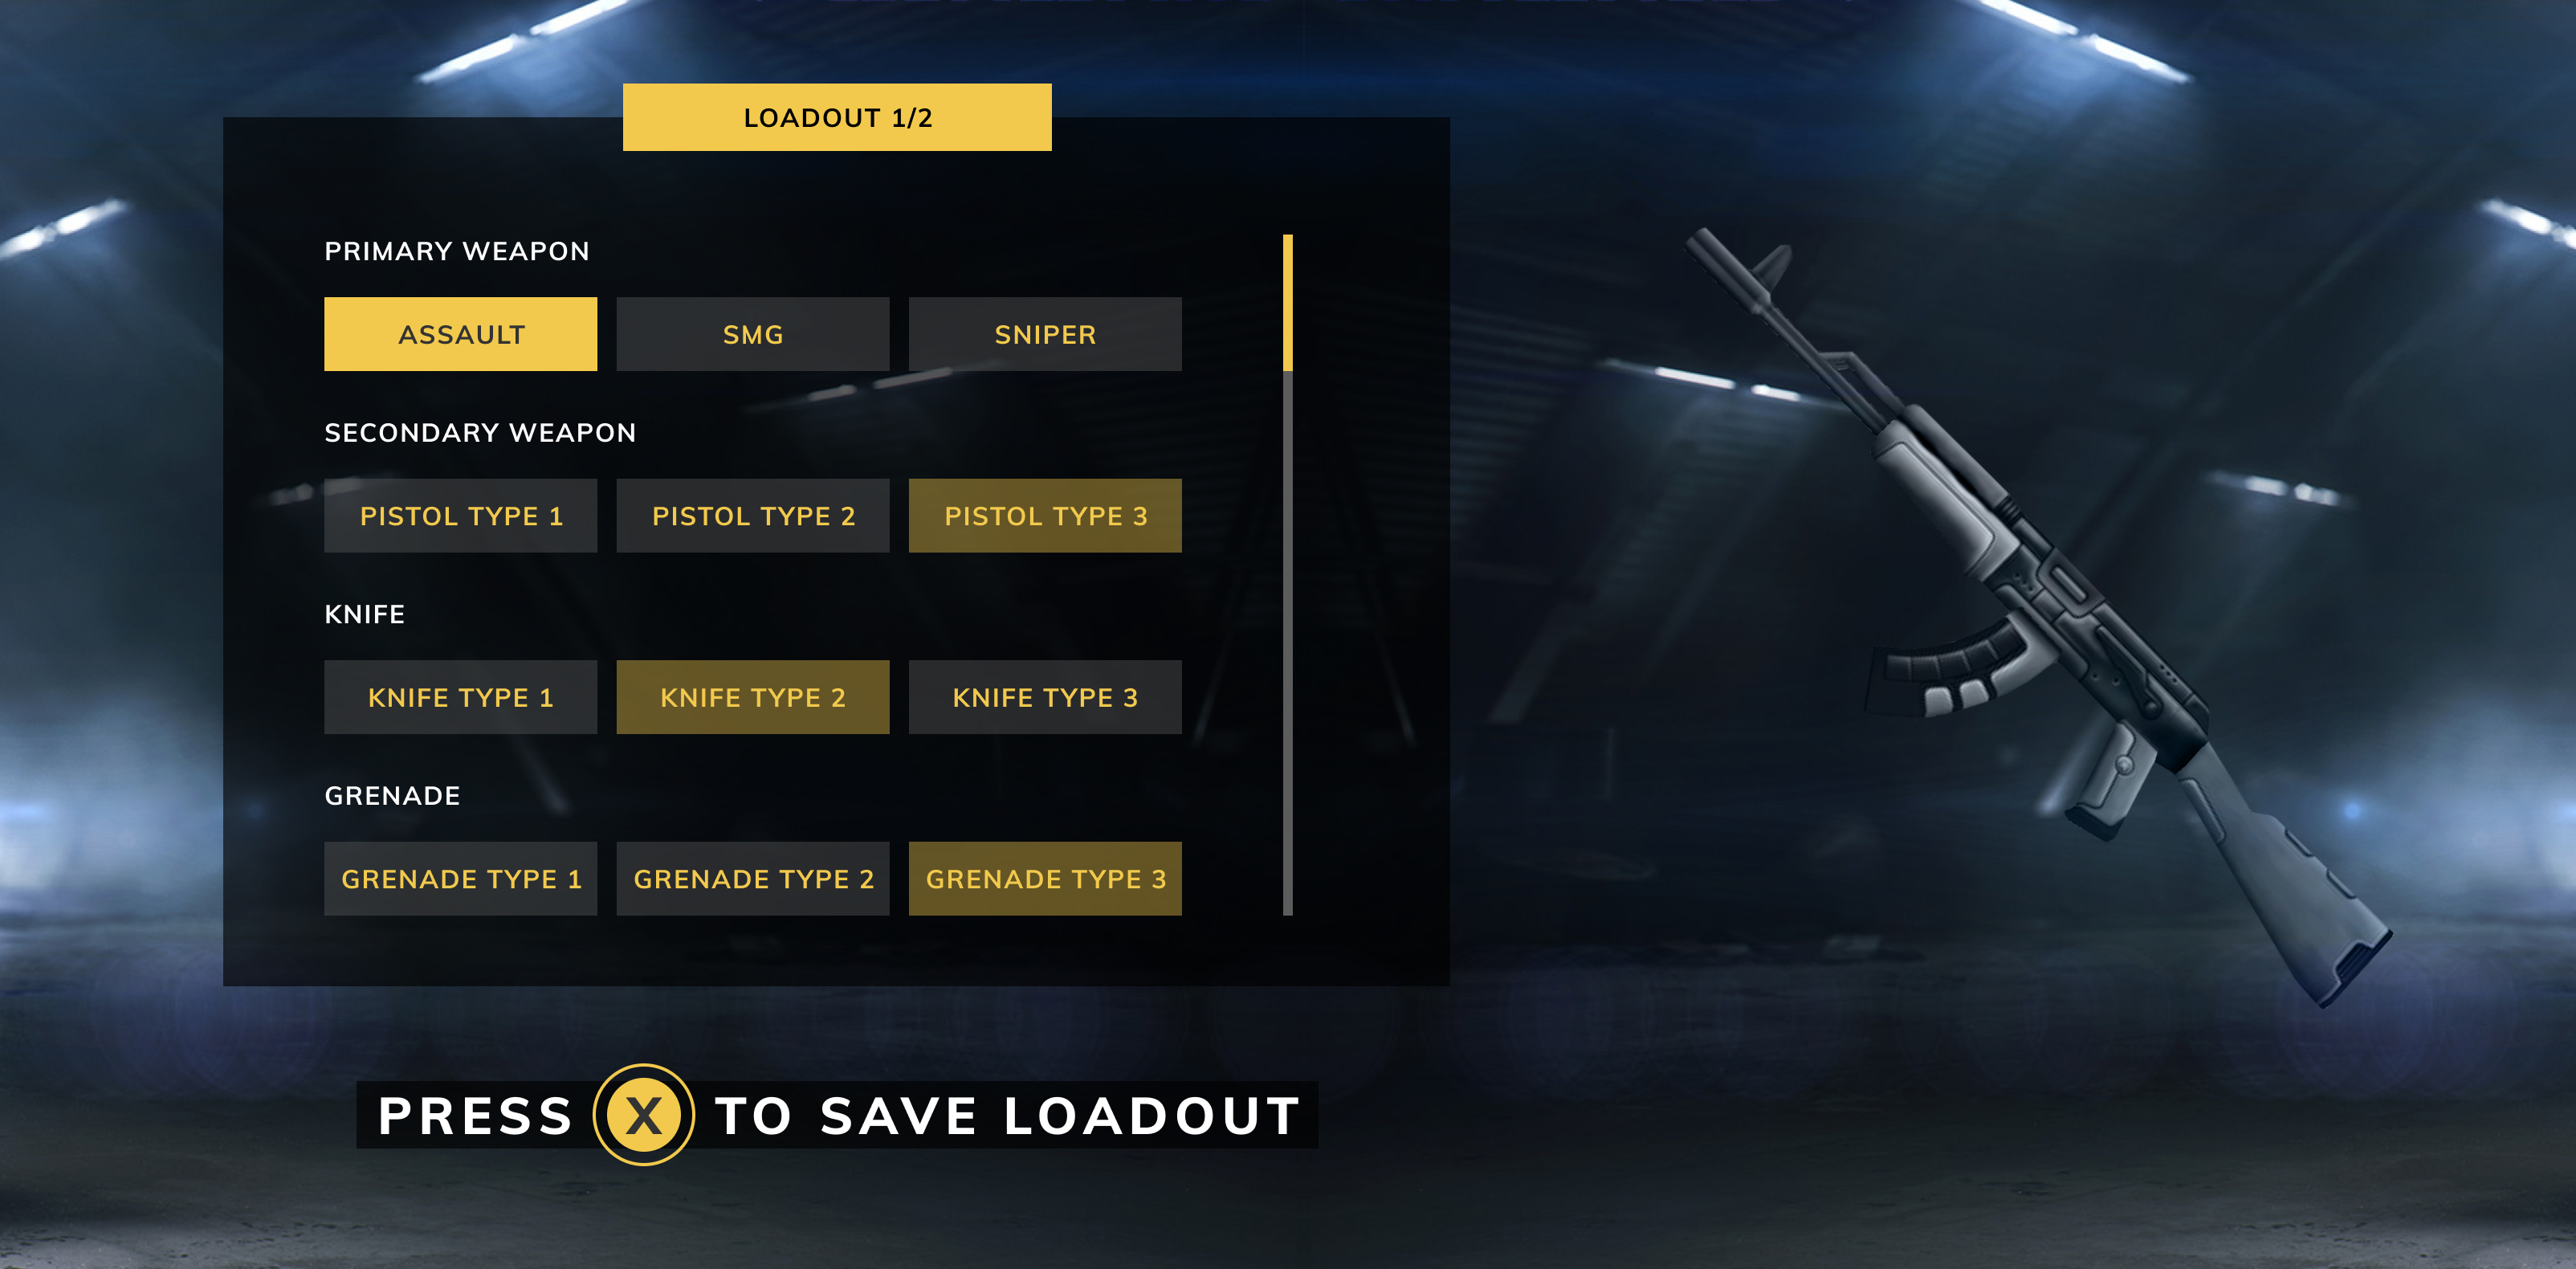 LOADOUT 1/2
PRIMARY WEAPON
ASSAULT SMG SNIPER
SECONDARY WEAPON
PISTOL TYPE 1 PISTOL TYPE 2 PISTOL TYPE 3
KNIFE
KNIFE TYPE 1 KNIFE TYPE 2 KNIFE TYPE 3
GRENADE
GRENADE TYPE 1 GRENADE TYPE 2 GRENADE TYPE 3
PRESS X TO SAVE LOADOUT